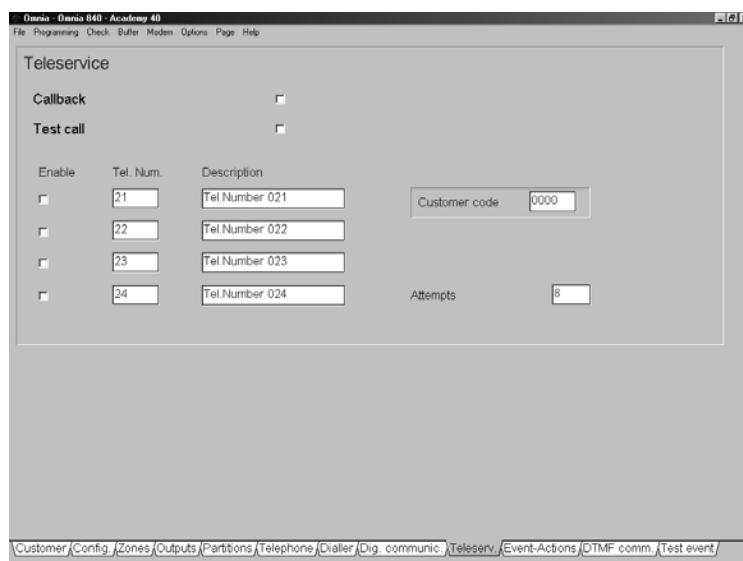 Omnia - Omnia 840 - Academy 40
File Programming Check Buffer Modem Options Page Help
Teleservice
Callback
Test call
Enable Tel. Num. Description
21 Tel.Number 021 Customer code 0000
22 Tel.Number 022
23 Tel.Number 023
24 Tel.Number 024 Attempts 8
Customer Config. Zones Outputs Partitions Telephone Dialler Dig. communic. Teleserv. Event-Actions DTMF comm. Test event